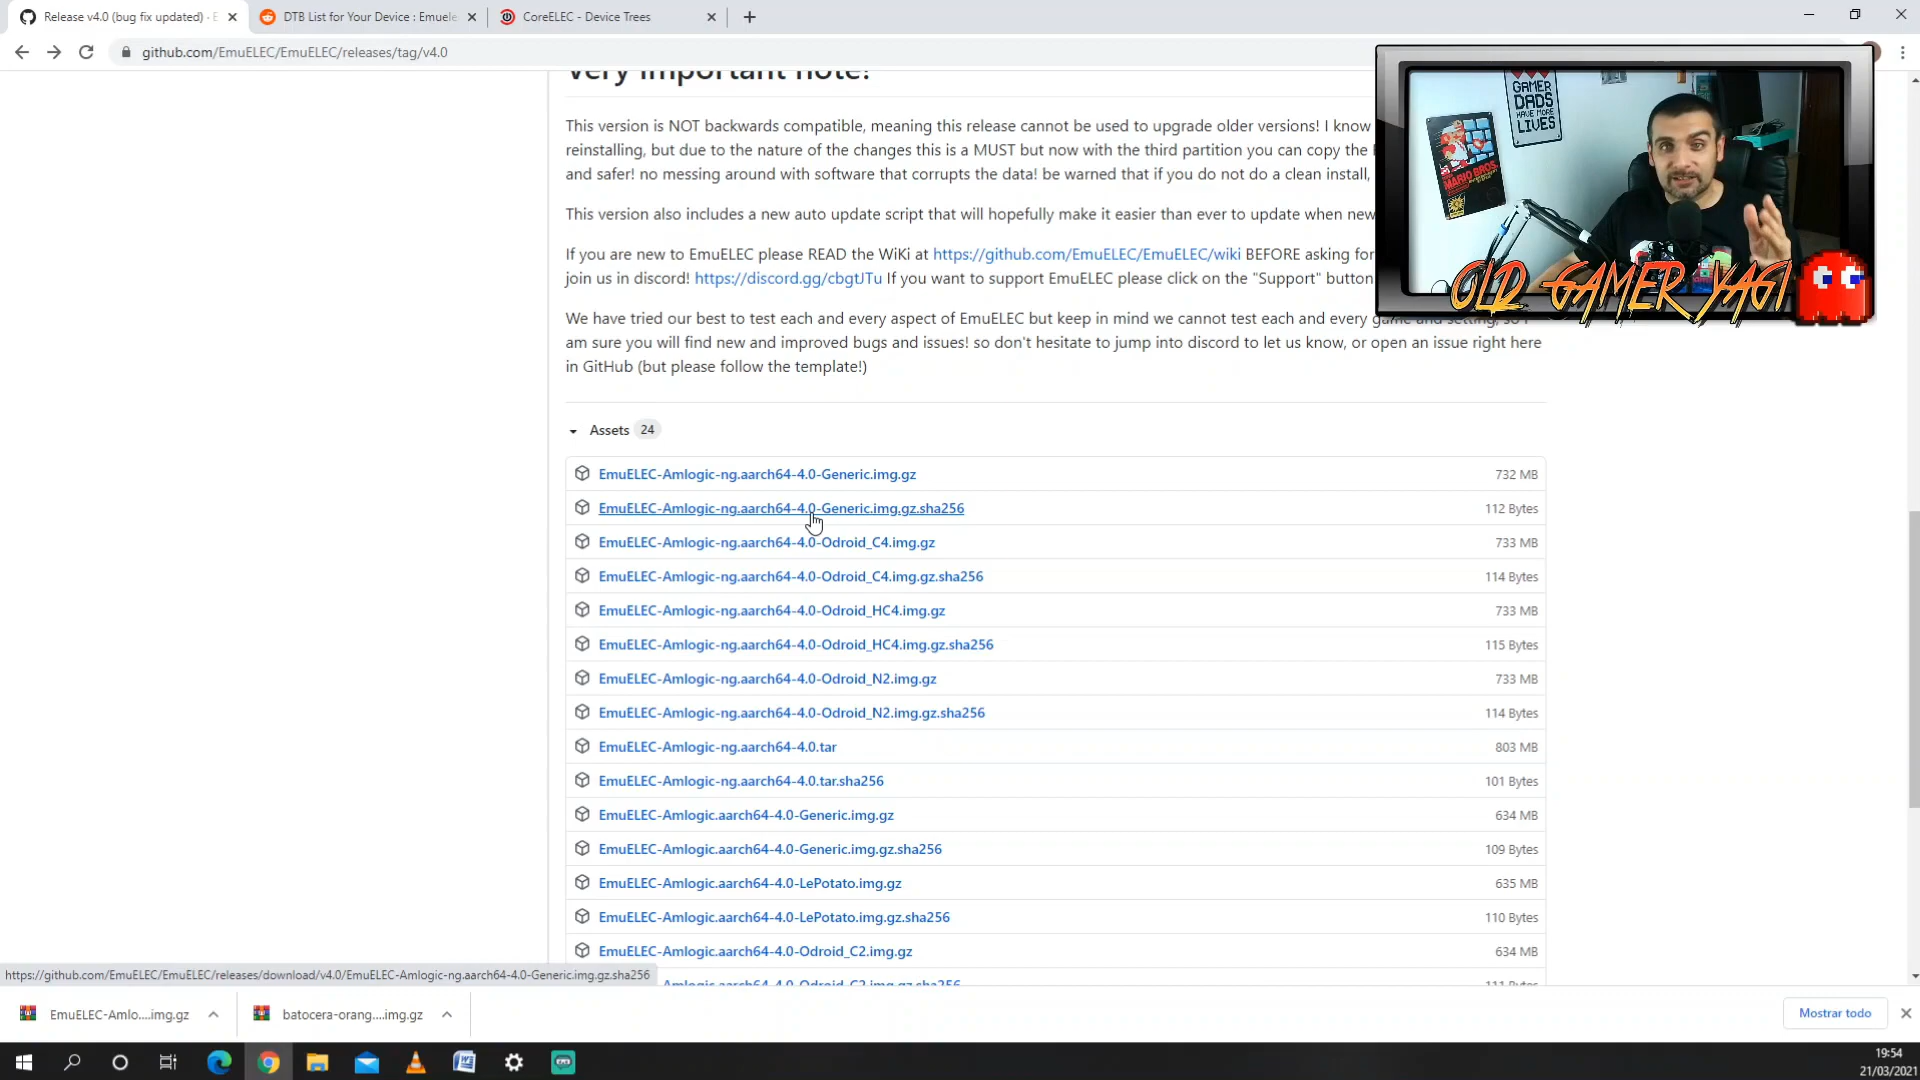 Release v4.0 (bug fix updated) · E
DTB List for Your Device : Emuele
CoreELEC - Device Trees
github.com/EmuELEC/EmuELEC/releases/tag/v4.0
Very important note!
This version is NOT backwards compatible, meaning this release cannot be used to upgrade older versions! I know
reinstalling, but due to the nature of the changes this is a MUST but now with the third partition you can copy the
and safer! no messing around with software that corrupts the data! be warned that if you do not do a clean install,
This version also includes a new auto update script that will hopefully make it easier than ever to update when new
If you are new to EmuELEC please READ the WiKi at https://github.com/EmuELEC/EmuELEC/wiki BEFORE asking for
join us in discord! https://discord.gg/cbgtJTu If you want to support EmuELEC please click on the "Support" button
We have tried our best to test each and every aspect of EmuELEC but keep in mind we cannot test each and every game and setting, so I
am sure you will find new and improved bugs and issues! so don't hesitate to jump into discord to let us know, or open an issue right here
in GitHub (but please follow the template!)
GAMER
DADS
HAVE MORE
LIVES
MARIO BROS.
OLD GAMER YAGI
Assets 24
EmuELEC-Amlogic-ng.aarch64-4.0-Generic.img.gz 732 MB
EmuELEC-Amlogic-ng.aarch64-4.0-Generic.img.gz.sha256 112 Bytes
EmuELEC-Amlogic-ng.aarch64-4.0-Odroid_C4.img.gz 733 MB
EmuELEC-Amlogic-ng.aarch64-4.0-Odroid_C4.img.gz.sha256 114 Bytes
EmuELEC-Amlogic-ng.aarch64-4.0-Odroid_HC4.img.gz 733 MB
EmuELEC-Amlogic-ng.aarch64-4.0-Odroid_HC4.img.gz.sha256 115 Bytes
EmuELEC-Amlogic-ng.aarch64-4.0-Odroid_N2.img.gz 733 MB
EmuELEC-Amlogic-ng.aarch64-4.0-Odroid_N2.img.gz.sha256 114 Bytes
EmuELEC-Amlogic-ng.aarch64-4.0.tar 803 MB
EmuELEC-Amlogic-ng.aarch64-4.0.tar.sha256 101 Bytes
EmuELEC-Amlogic.aarch64-4.0-Generic.img.gz 634 MB
EmuELEC-Amlogic.aarch64-4.0-Generic.img.gz.sha256 109 Bytes
EmuELEC-Amlogic.aarch64-4.0-LePotato.img.gz 635 MB
EmuELEC-Amlogic.aarch64-4.0-LePotato.img.gz.sha256 110 Bytes
EmuELEC-Amlogic.aarch64-4.0-Odroid_C2.img.gz 634 MB
Amlogic.aarch64-4.0-Odroid_C2.img.gz.sha256 111 Bytes
https://github.com/EmuELEC/EmuELEC/releases/download/v4.0/EmuELEC-Amlogic-ng.aarch64-4.0-Generic.img.gz.sha256
EmuELEC-Amlo....img.gz
batocera-orang....img.gz
Mostrar todo
19:54
21/03/2021